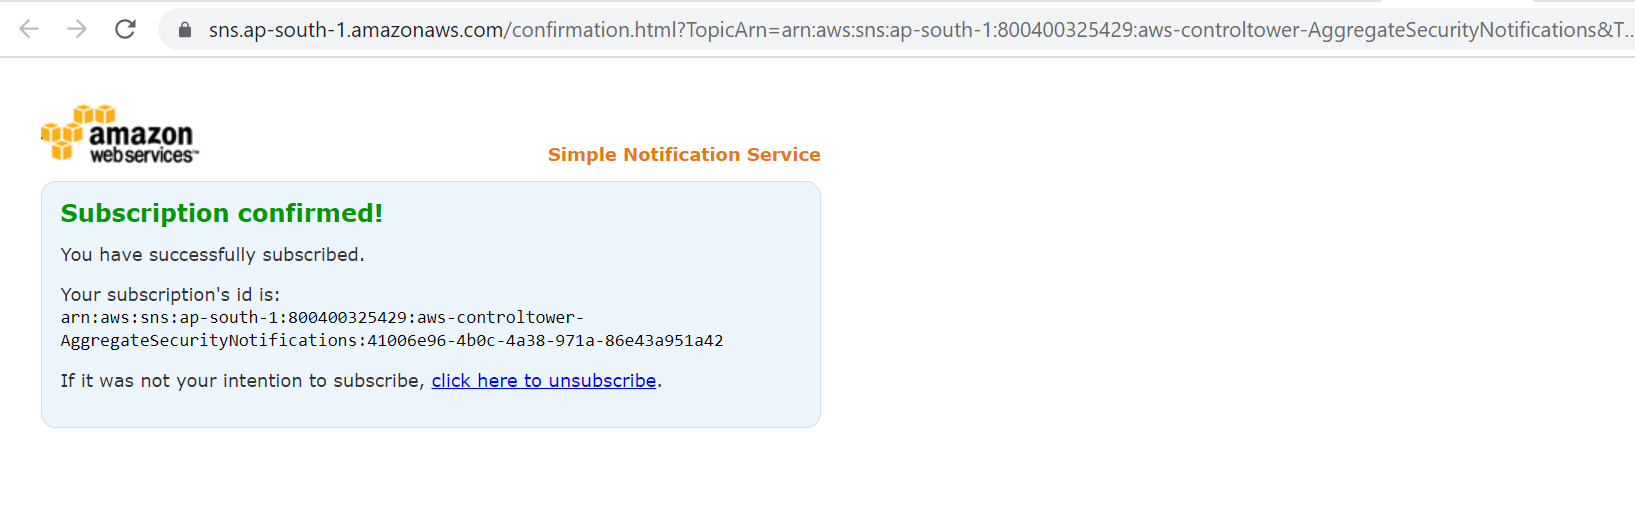 sns.ap-south-1.amazonaws.com/confirmation.html?TopicArn=arn:aws:sns:ap-south-1:800400325429:aws-controltower-AggregateSecurityNotifications&T...
amazon
webservices™
Simple Notification Service
Subscription confirmed!
You have successfully subscribed.
Your subscription's id is:
arn:aws:sns:ap-south-1:800400325429:aws-controltower-
AggregateSecurityNotifications:41006e96-4b0c-4a38-971a-86e43a951a42
If it was not your intention to subscribe, click here to unsubscribe.